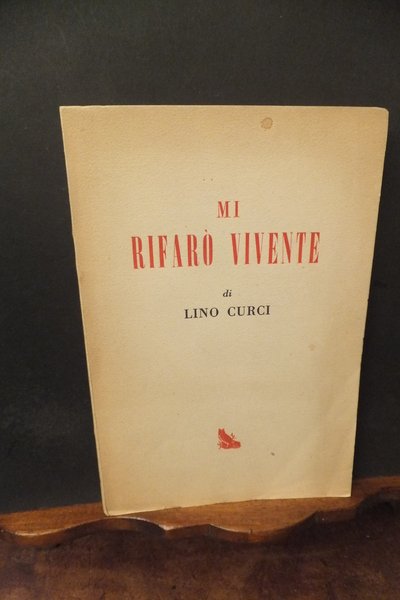 MI
RIFARÒ VIVENTE
di
LINO CURCI